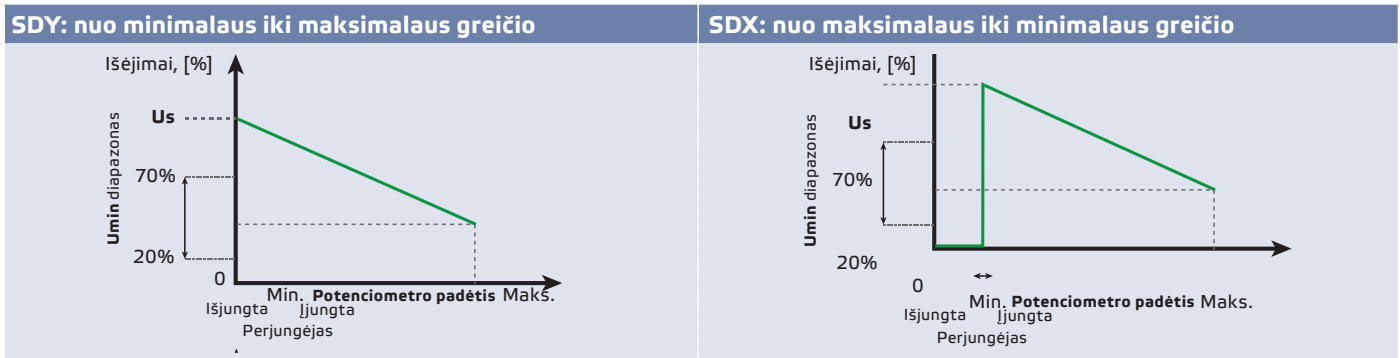 SDY: nuo minimalaus iki maksimalaus greičio
Išėjimai, [%]
Us
Umin diapazonas
70%
20%
0
Min. Potenciometro padėtis Maks.
Išjungta Įjungta
Perjungėjas
SDX: nuo maksimalaus iki minimalaus greičio
Išėjimai, [%]
Us
Umin diapazonas
70%
20%
0
Min. Potenciometro padėtis Maks.
Išjungta Įjungta
Perjungėjas